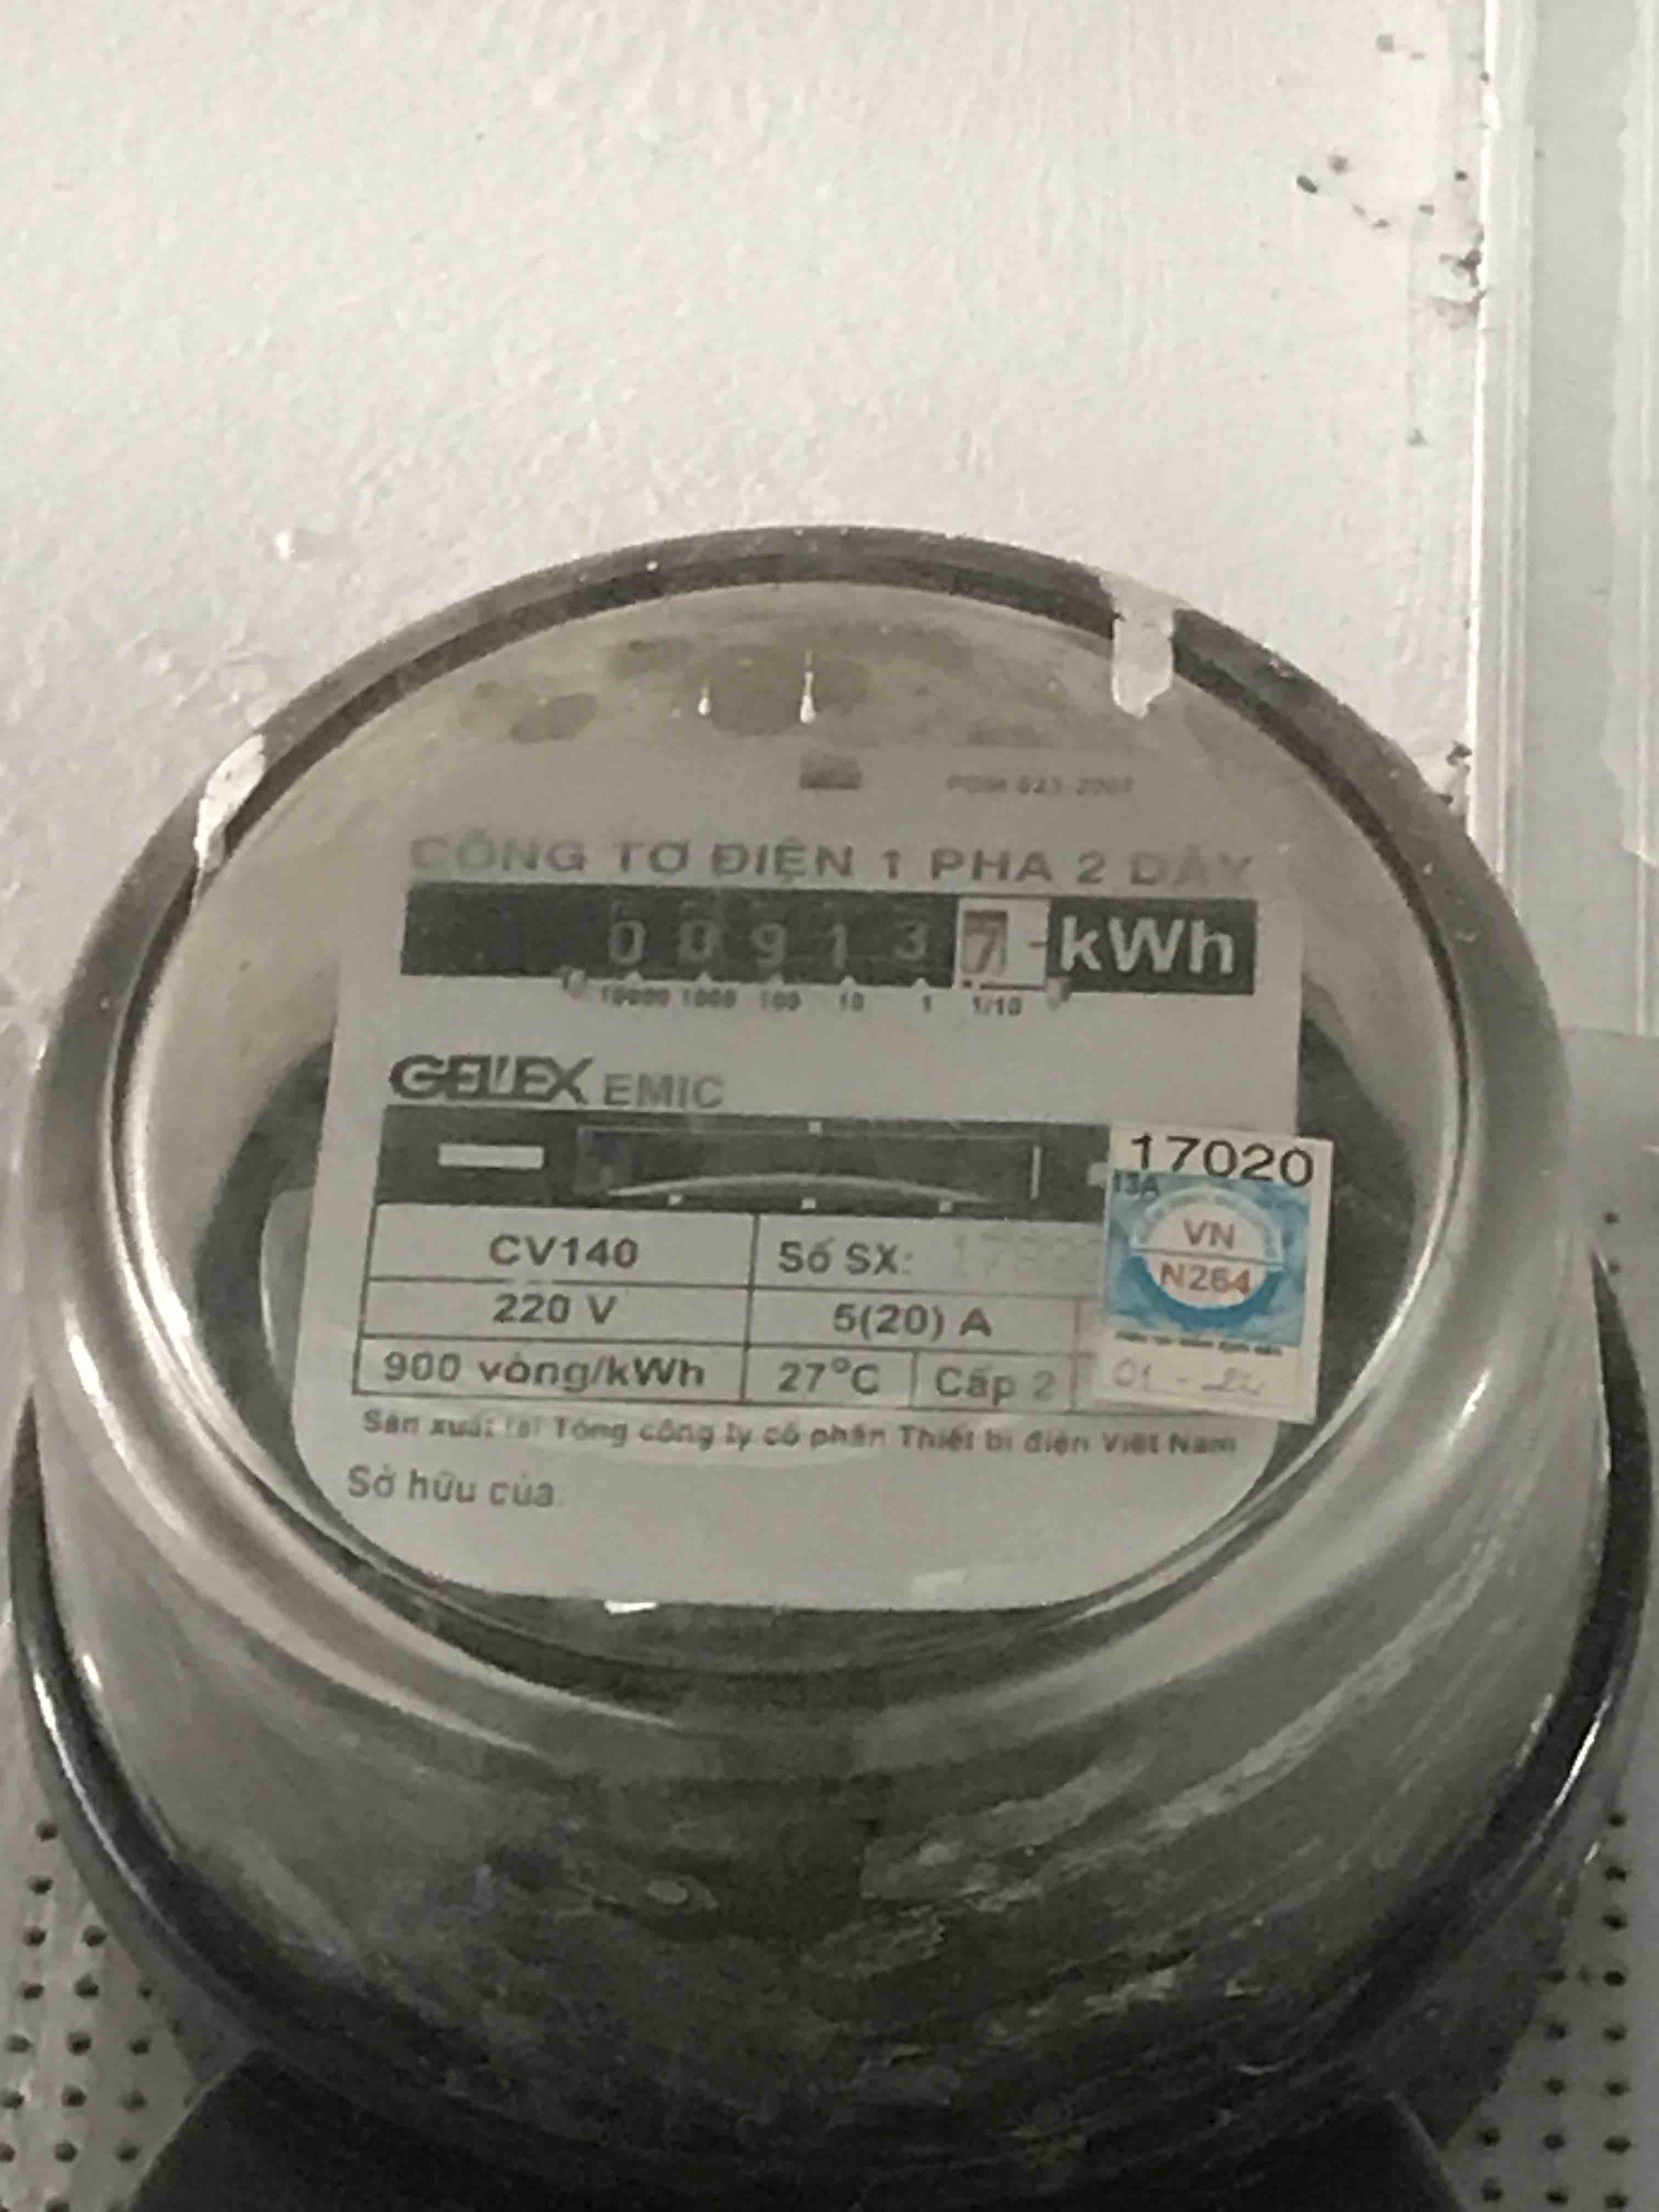 CÔNG TƠ ĐIỆN 1 PHA 2 DÂY
0 0 9 1 3 7 kWh
10000 1000 100 10 1 1/10
GELEX EMIC
17020
13A
VN
N264
CV140 Số SX:
220 V 5(20) A
900 vòng/kWh 27°C Cấp 2
Sản xuất tại Tổng công ty cổ phần Thiết bị điện Việt Nam
Sở hữu của